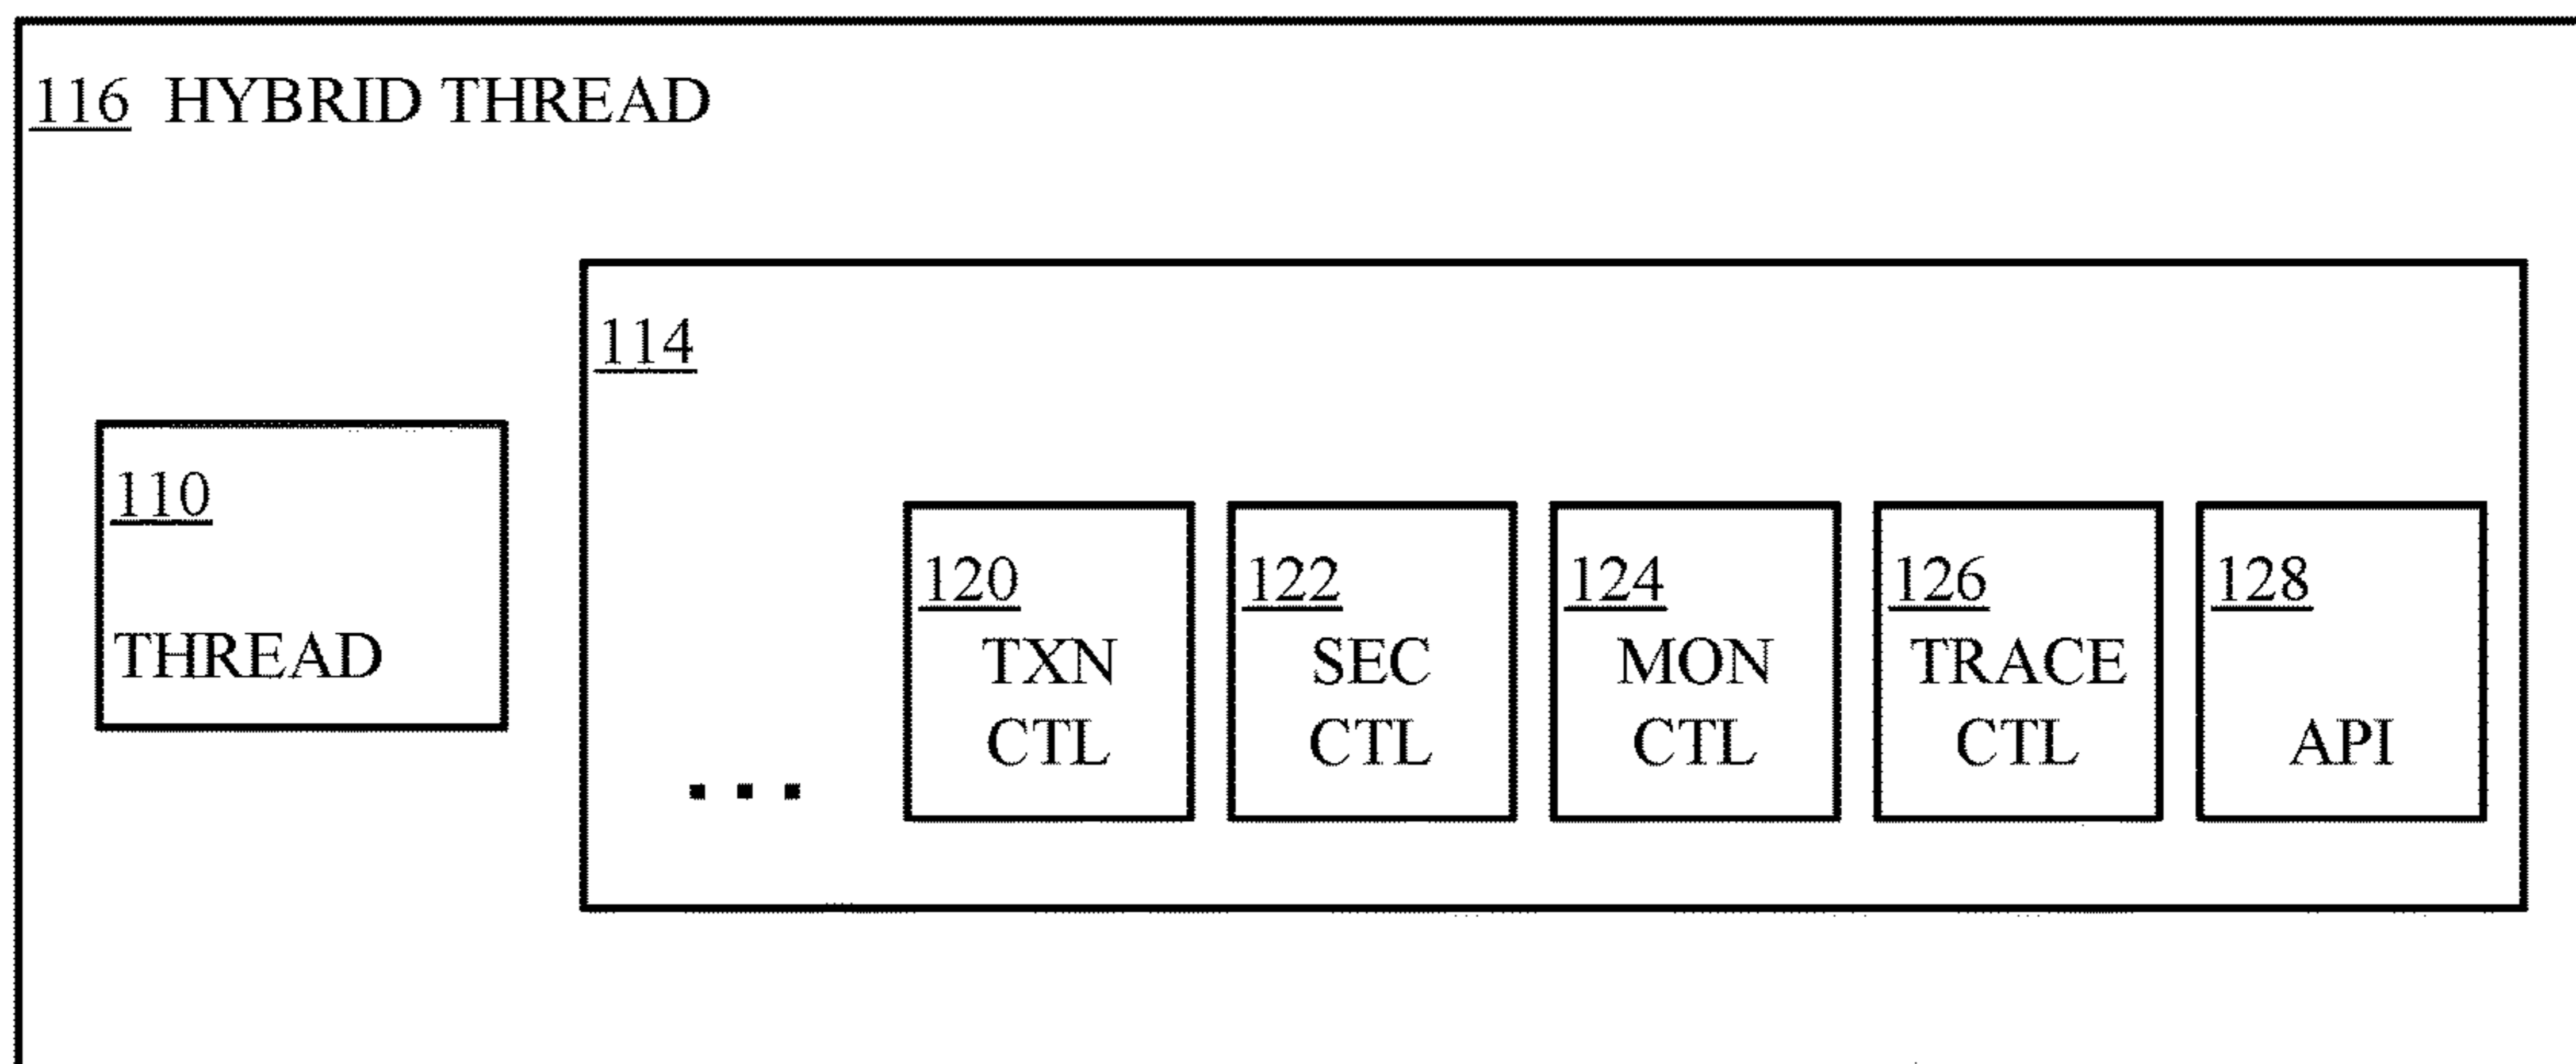 116 HYBRID THREAD
114
110
THREAD
120
TXN
CTL
122
SEC
CTL
124
MON
CTL
126
TRACE
CTL
128
API
...